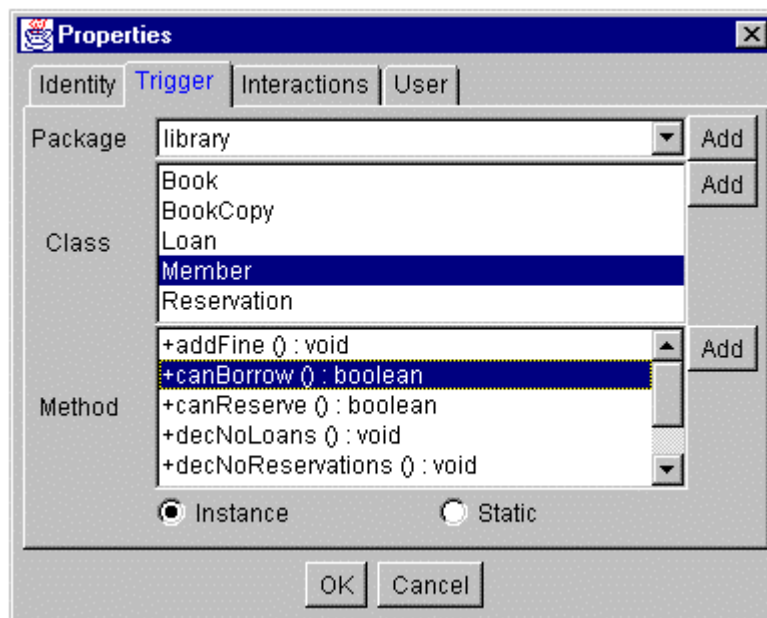 Properties
Identity Trigger Interactions User
Package library Add
Book Add
BookCopy
Class Loan
Member
Reservation
+addFine () : void Add
+canBorrow () : boolean
Method +canReserve () : boolean
+decNoLoans () : void
+decNoReservations () : void
Instance Static
OK Cancel